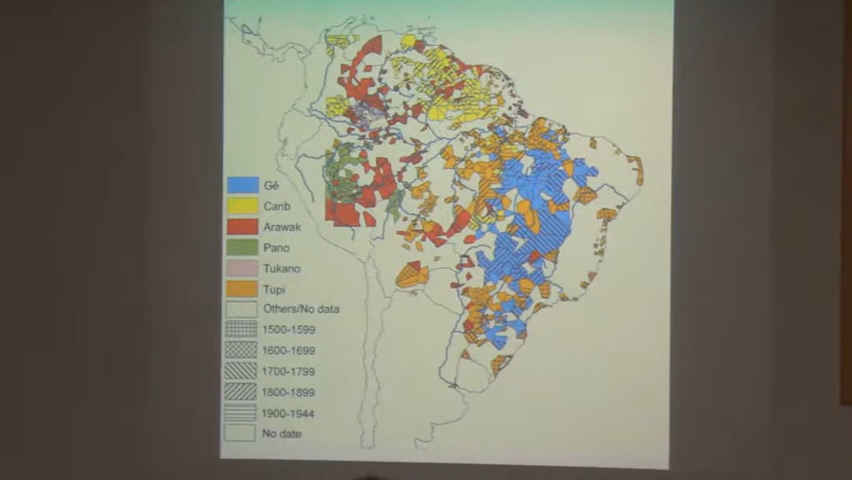 Gê
Carib
Arawak
Pano
Tukano
Tupi
Others/No data
1500-1599
1600-1699
1700-1799
1800-1899
1900-1944
No date